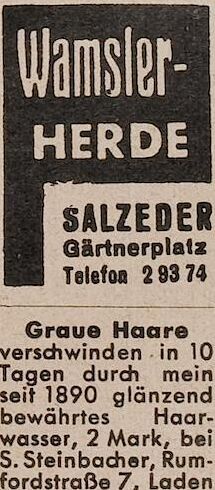 Wamsler-
HERDE
SALZEDER
Gärtnerplatz
Telefon 2 93 74
Graue Haare
verschwinden in 10
Tagen durch mein
seit 1890 glänzend
bewährtes Haar-
wasser, 2 Mark, bei
S. Steinbacher, Rum-
fordstraße 7, Laden